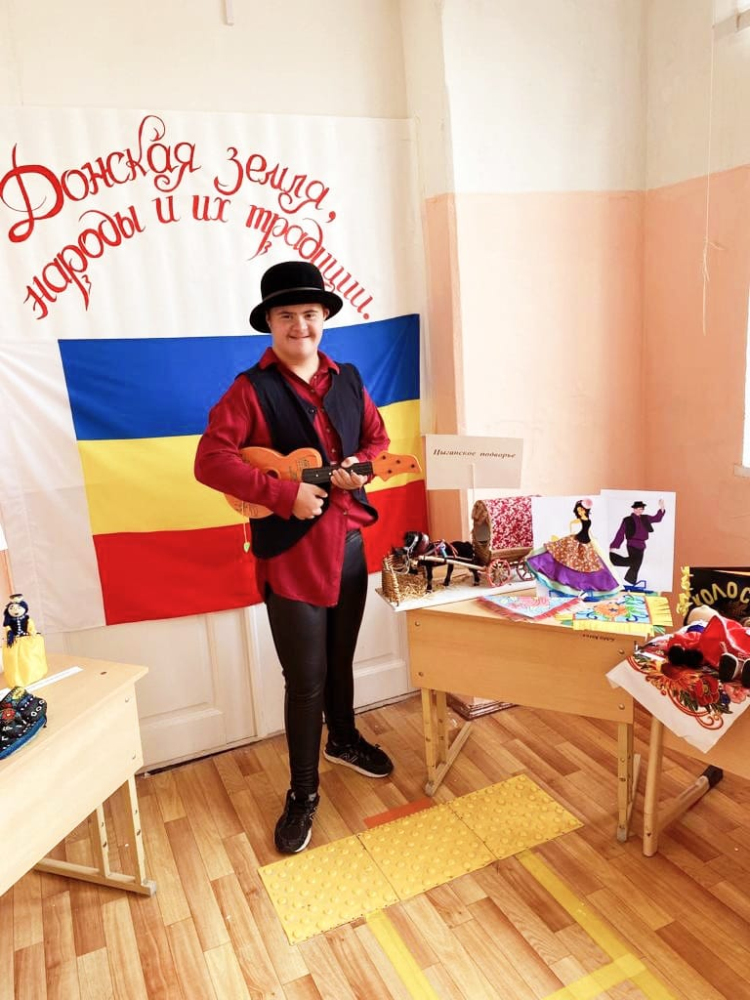 Донская земля,
народы и их традиции.
Цыганское подворье